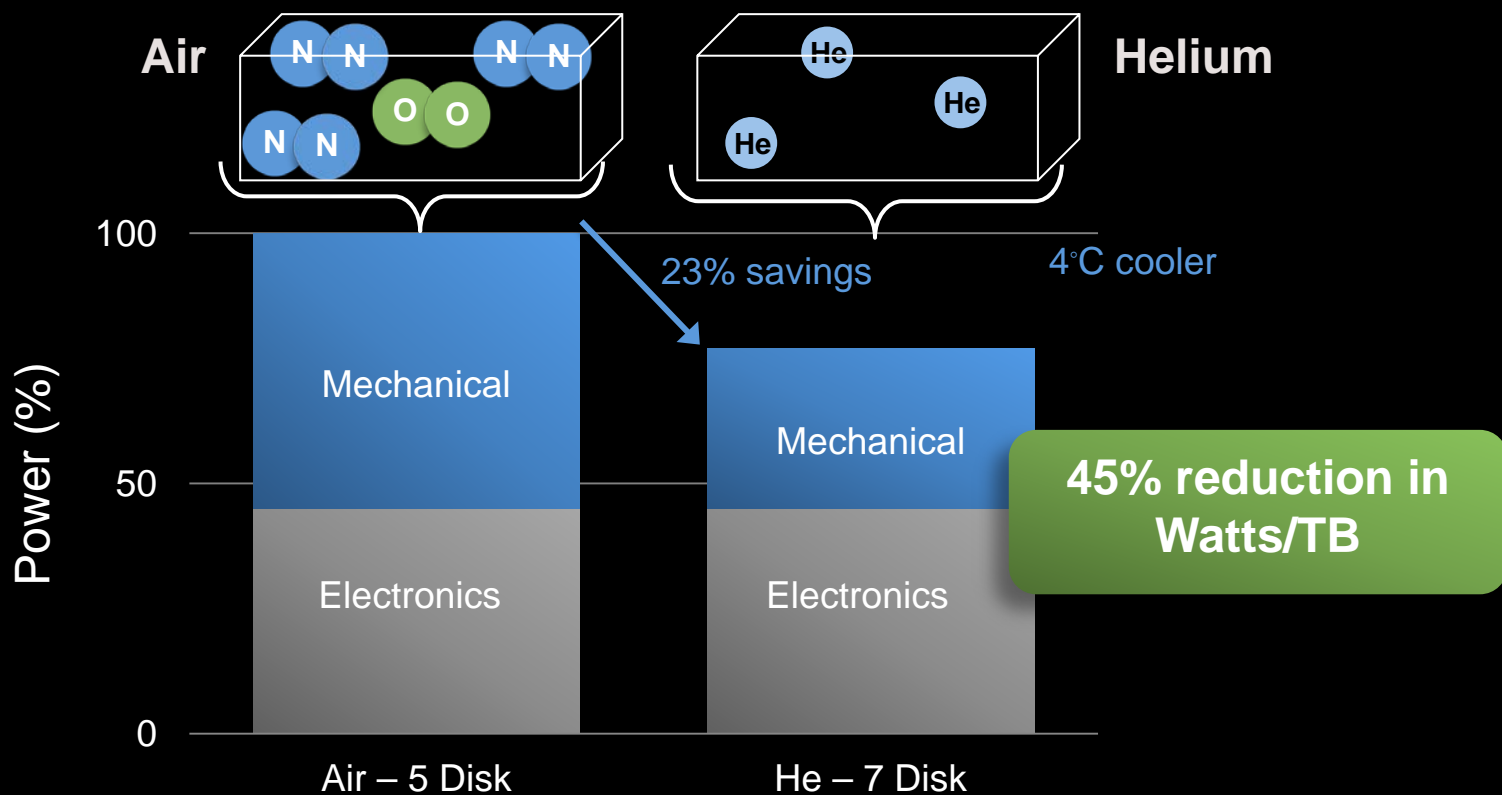 Air
N N
N N
O O
N N
He
He
He
Helium
100
23% savings
4°C cooler
Mechanical
Mechanical
Power (%)
50
45% reduction in
Watts/TB
Electronics
Electronics
0
Air – 5 Disk
He – 7 Disk